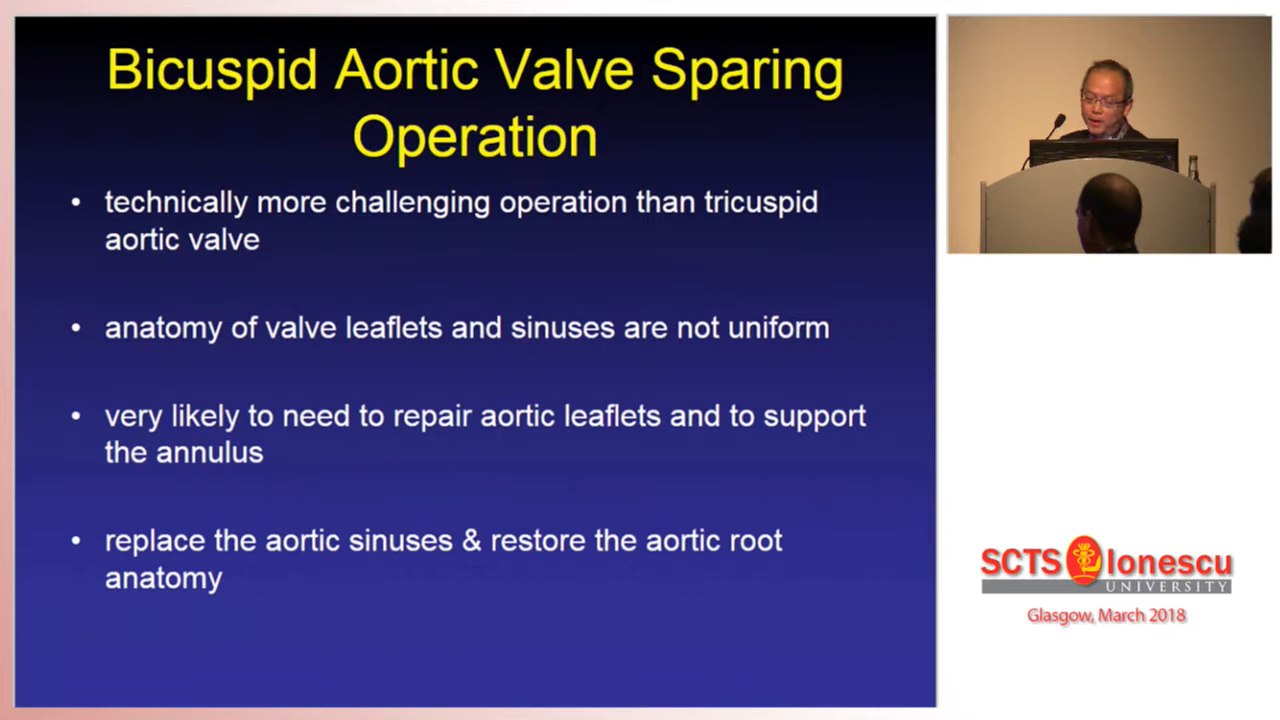 Bicuspid Aortic Valve Sparing
Operation
• technically more challenging operation than tricuspid
aortic valve
• anatomy of valve leaflets and sinuses are not uniform
• very likely to need to repair aortic leaflets and to support
the annulus
• replace the aortic sinuses & restore the aortic root
anatomy
SCTS Ionescu
UNIVERSITY
Glasgow, March 2018